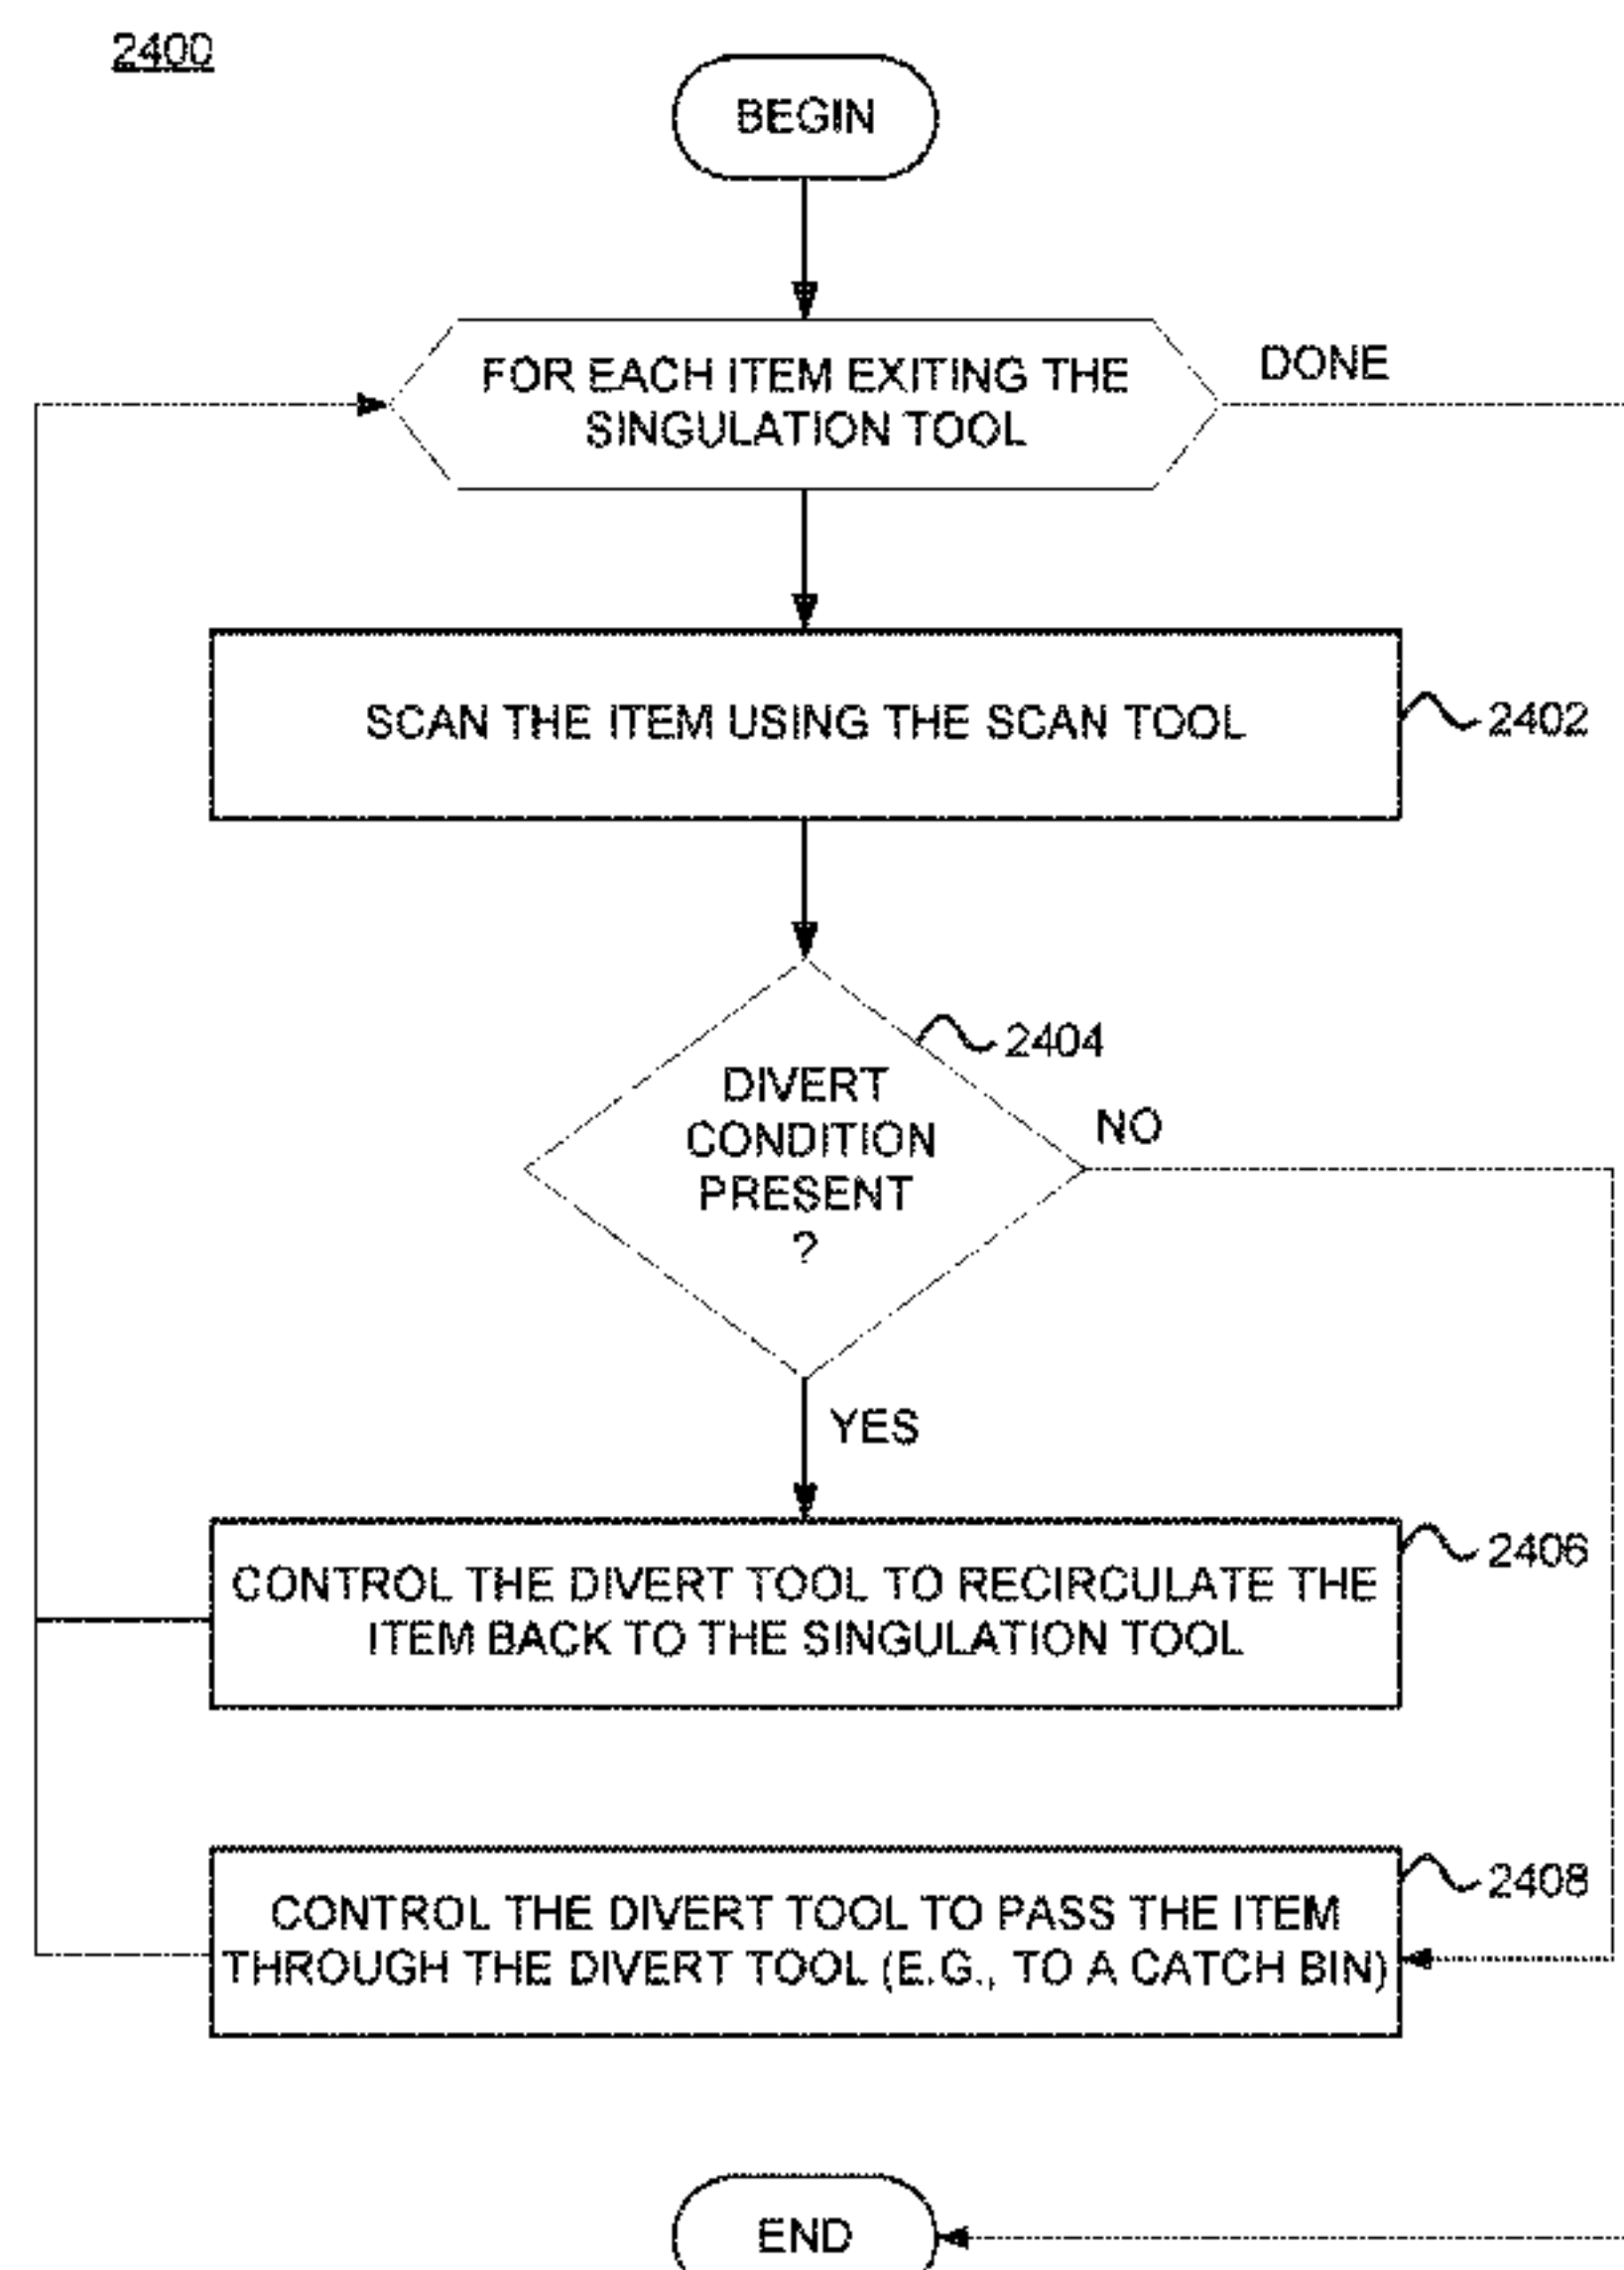 2400
BEGIN
FOR EACH ITEM EXITING THE
SINGULATION TOOL
DONE
SCAN THE ITEM USING THE SCAN TOOL
2402
2404
DIVERT
CONDITION
PRESENT
?
NO
YES
CONTROL THE DIVERT TOOL TO RECIRCULATE THE
ITEM BACK TO THE SINGULATION TOOL
2406
CONTROL THE DIVERT TOOL TO PASS THE ITEM
THROUGH THE DIVERT TOOL (E.G., TO A CATCH BIN)
2408
END